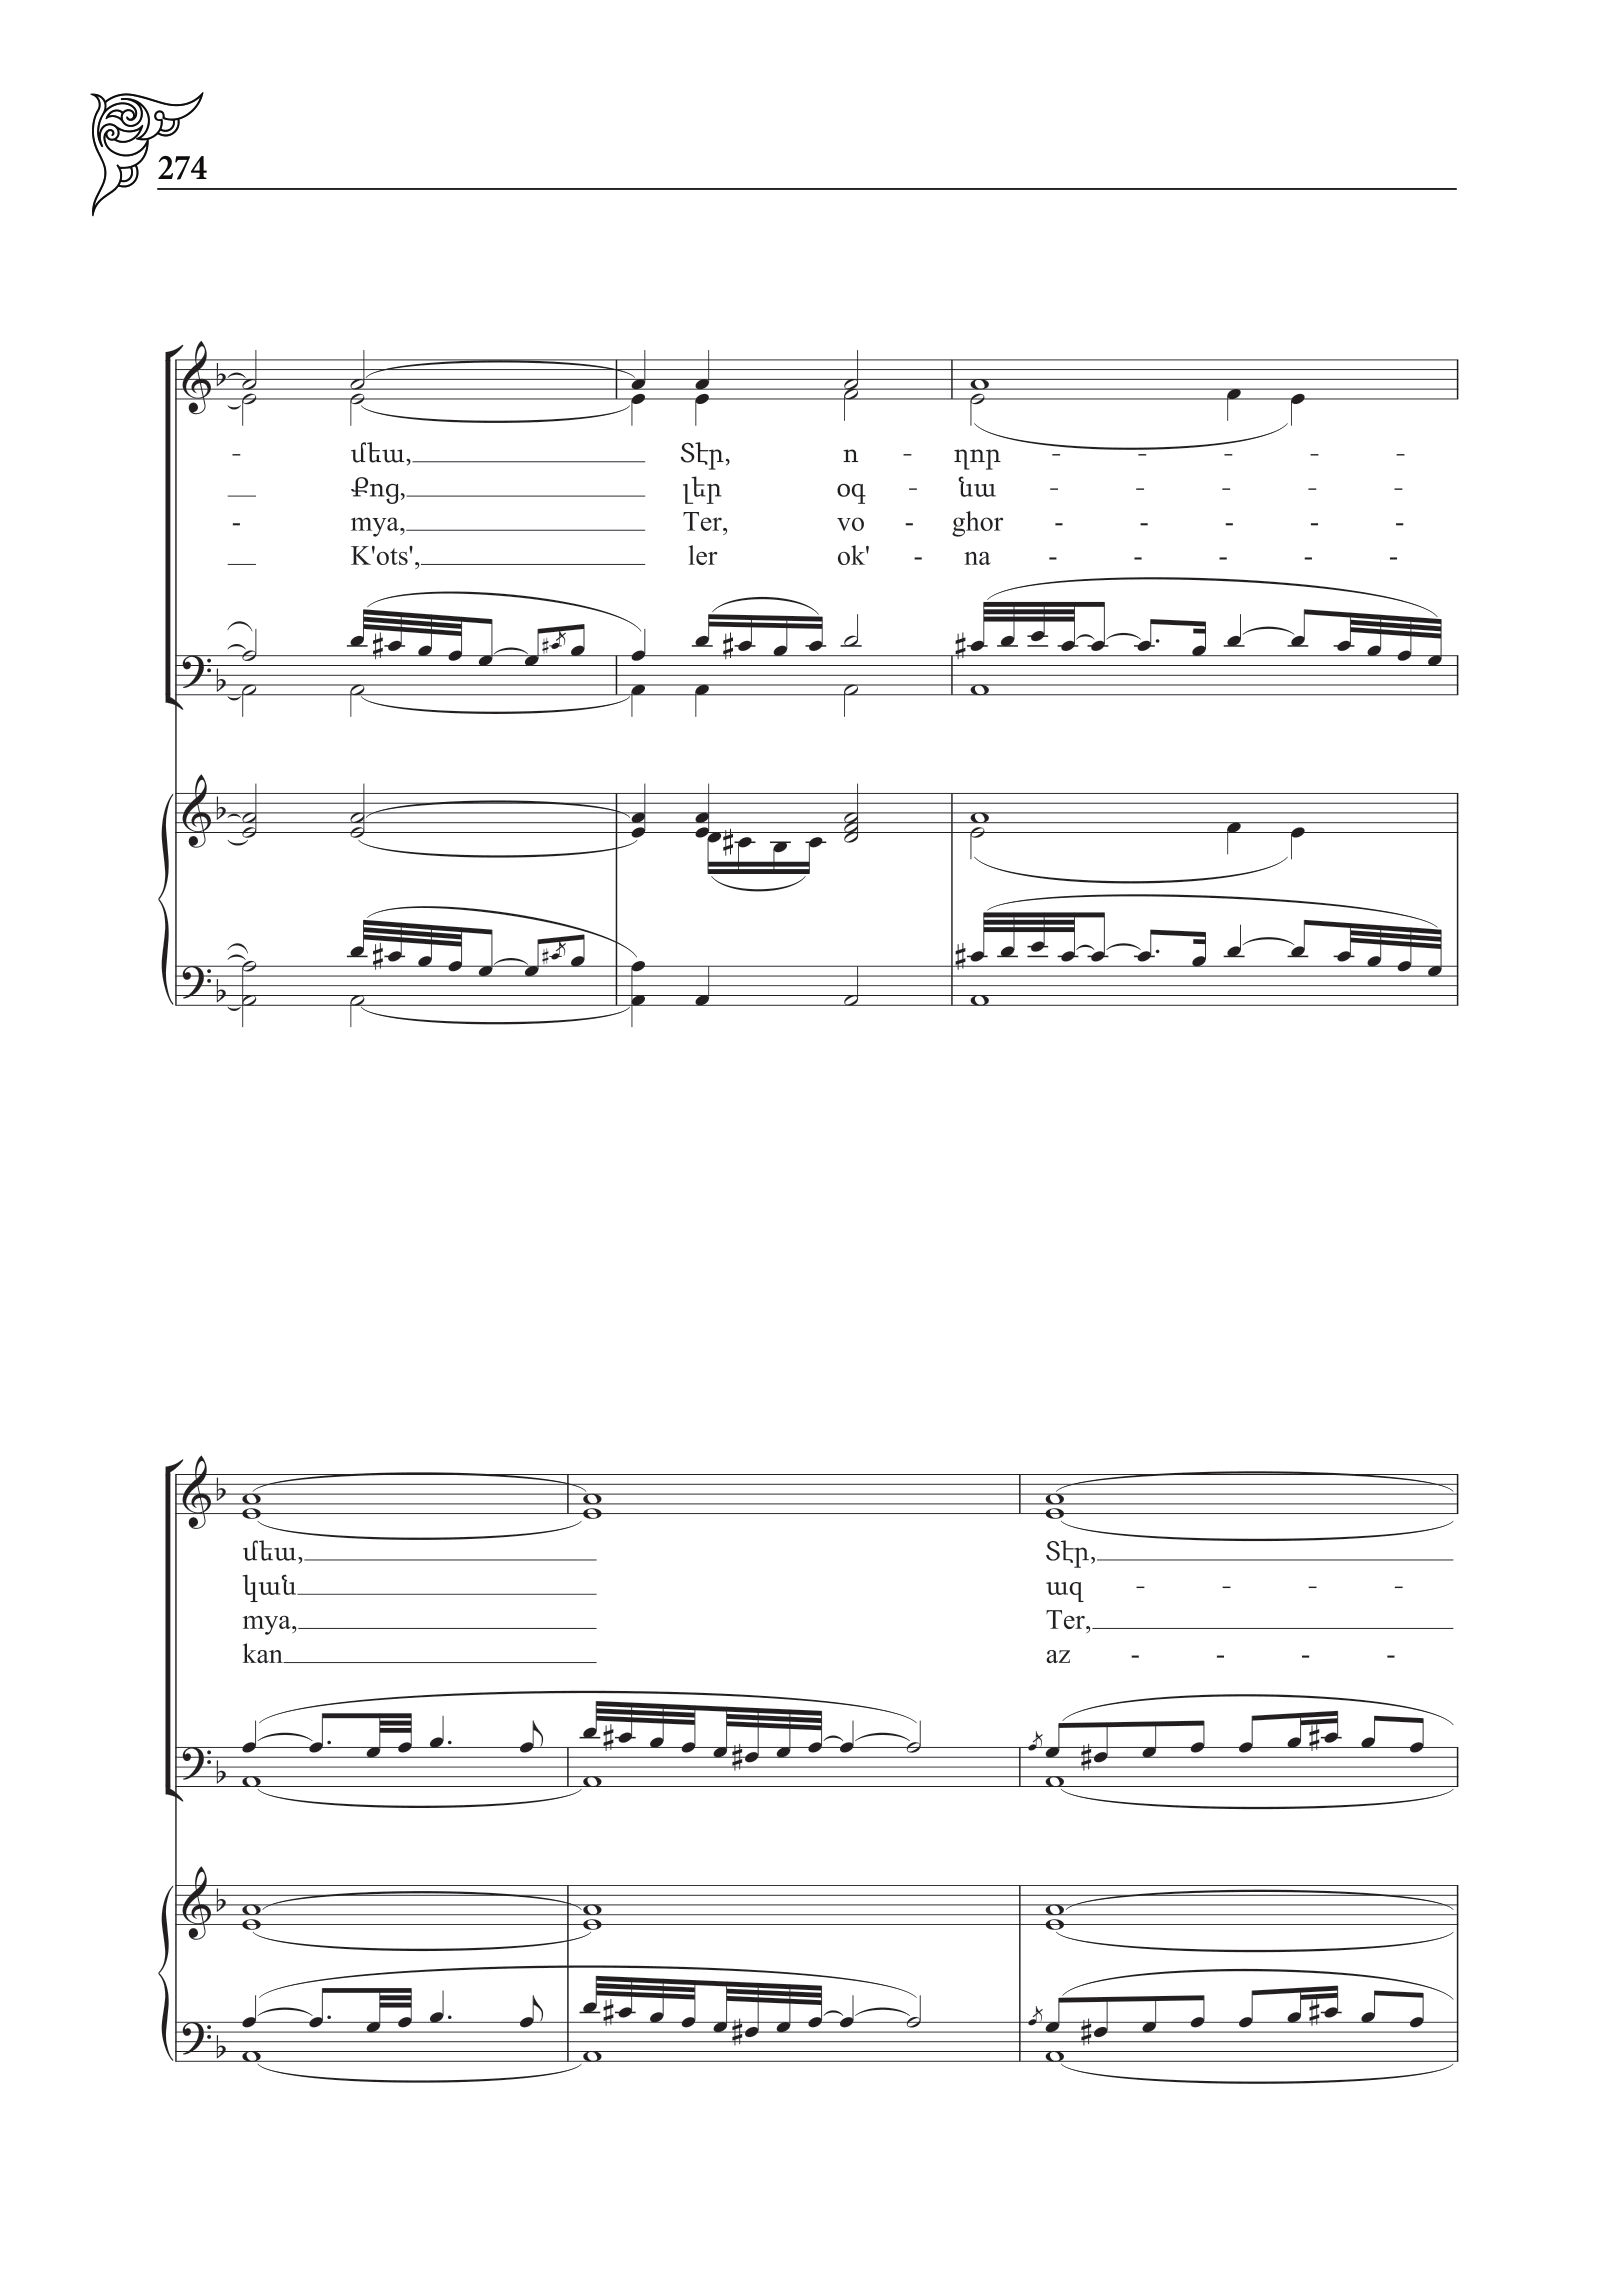 274
- մեա, Տէր, ո - ղոր - - - - -
Քոց, լեր օգ - նա - - - - -
- mya, Ter, vo - ghor - - - - -
K'ots', ler ok' - na - - - - -
մեա, Տէր,
կան ազ - - - -
mya, Ter,
kan az - - - -